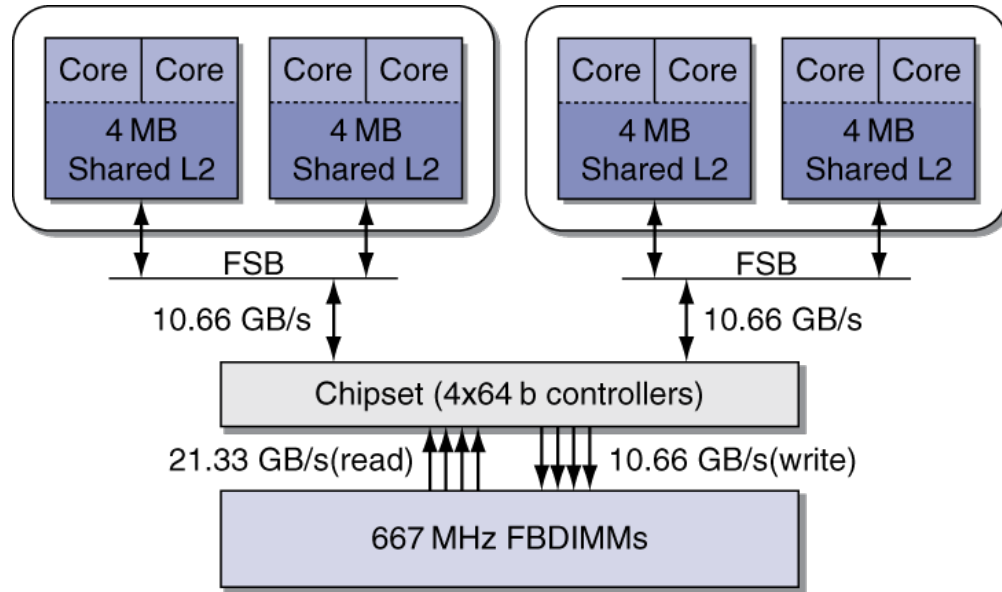 Core Core Core Core Core Core Core Core
4 MB 4 MB 4 MB 4 MB
Shared L2 Shared L2 Shared L2 Shared L2
FSB FSB
10.66 GB/s 10.66 GB/s
Chipset (4x64 b controllers)
21.33 GB/s(read) 10.66 GB/s(write)
667 MHz FBDIMMs